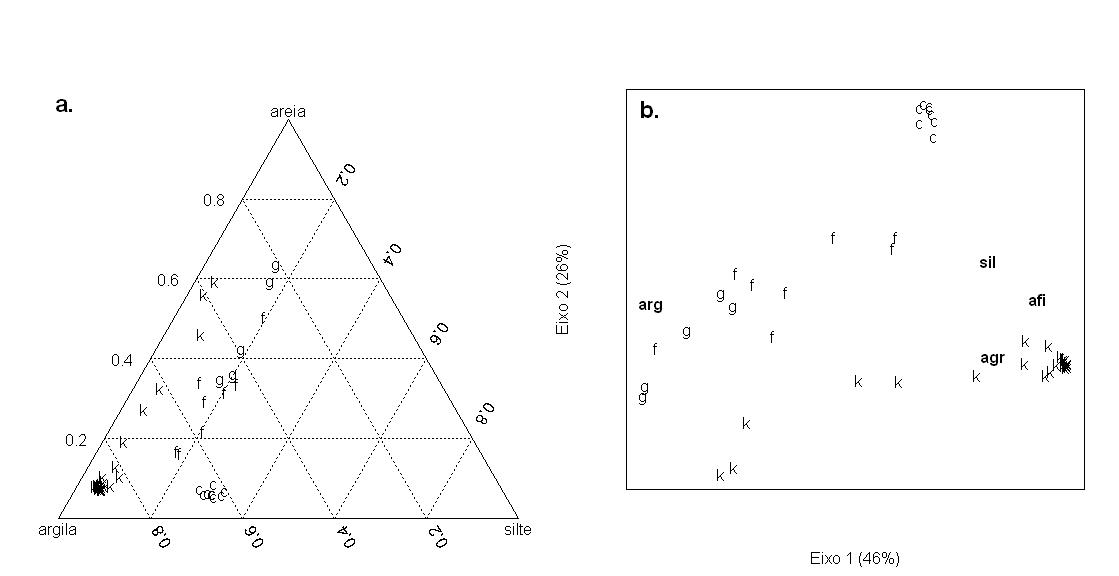 a.
areia
0.2
0.8
0.4
g
0.6
k g
k
f
0.6
k
g
0.4
f g g
k f f
f
k
0.8
f
k
0.2
f f
k
k
k
c c c c c c
argila
silte
0.8
0.6
0.4
0.2
b.
c c c c
c c
c
f f
f
sil
f
f
g f
afi
arg
g
g
f
k
f
k
agr
k
k
k k
g
g
k
k
k
Eixo 2 (26%)
Eixo 1 (46%)